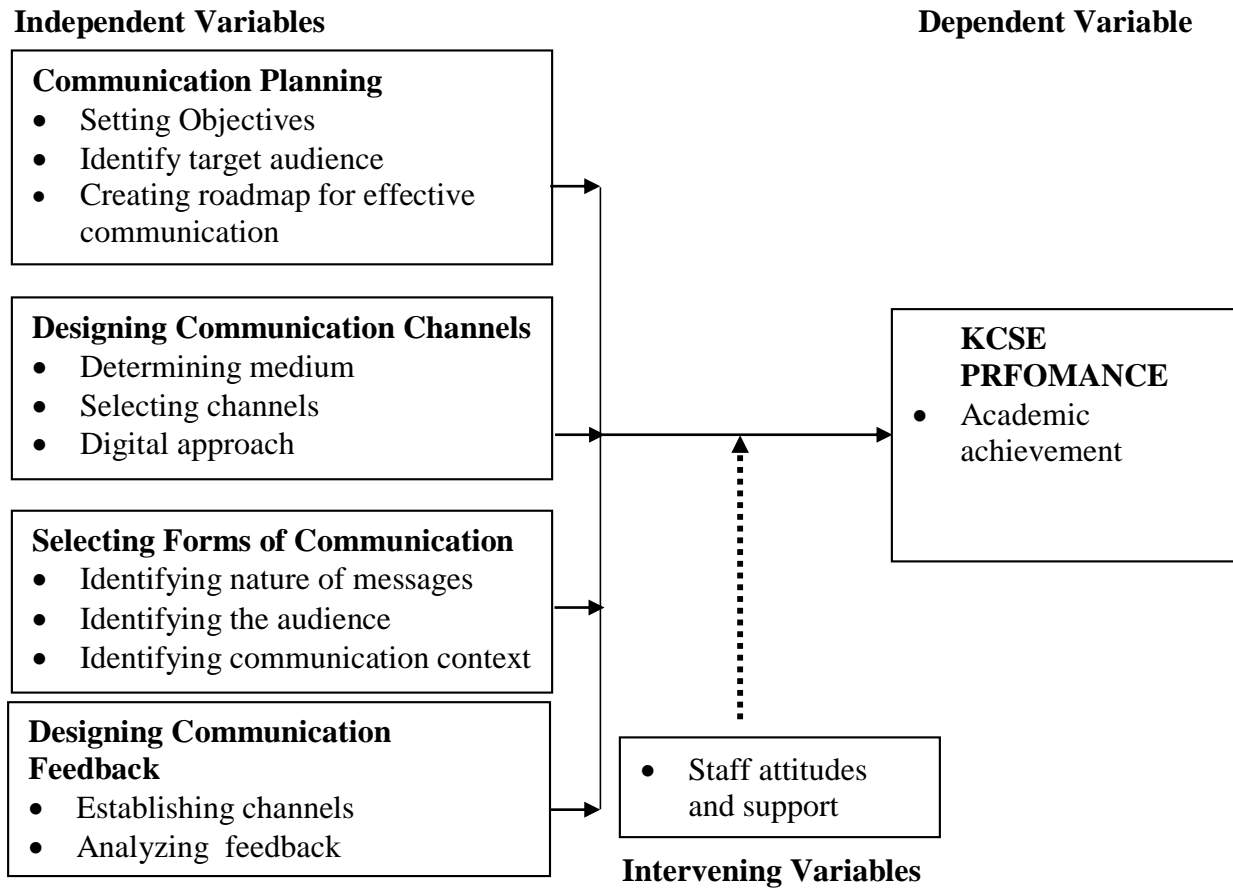 Independent Variables
Dependent Variable
Communication Planning
• Setting Objectives
• Identify target audience
• Creating roadmap for effective
communication
Designing Communication Channels
• Determining medium
• Selecting channels
• Digital approach
Selecting Forms of Communication
• Identifying nature of messages
• Identifying the audience
• Identifying communication context
Designing Communication
Feedback
• Establishing channels
• Analyzing feedback
KCSE
PRFOMANCE
• Academic
achievement
• Staff attitudes
and support
Intervening Variables